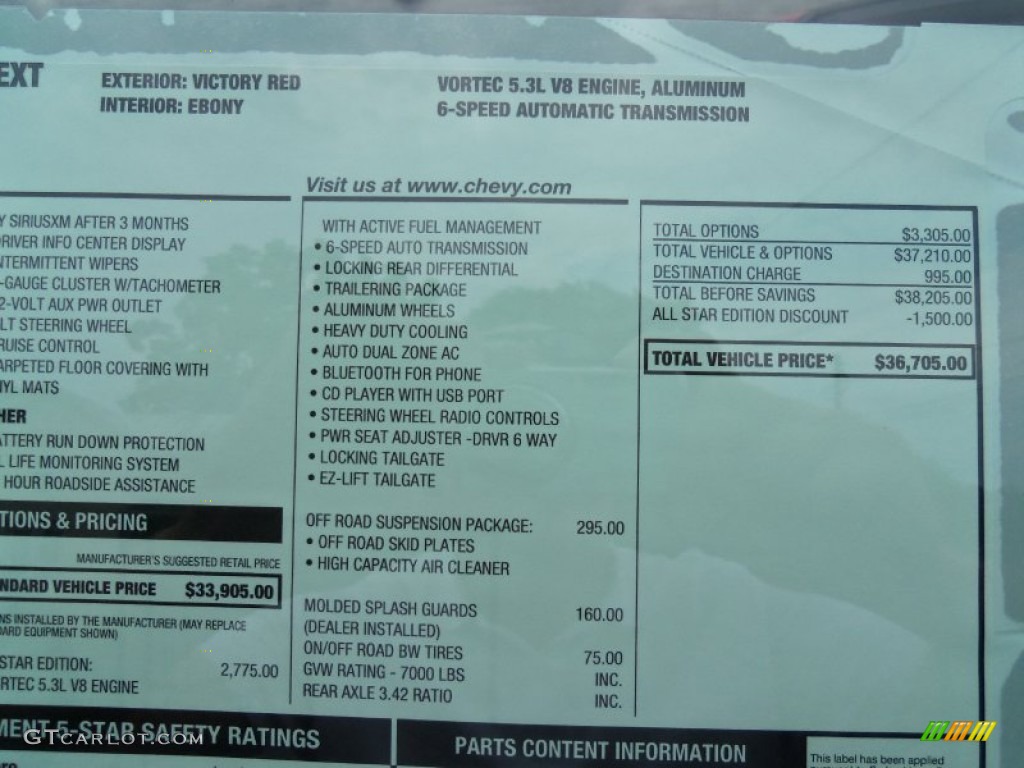 EXT
EXTERIOR: VICTORY RED
INTERIOR: EBONY
VORTEC 5.3L V8 ENGINE, ALUMINUM
6-SPEED AUTOMATIC TRANSMISSION
Visit us at www.chevy.com
Y SIRIUSXM AFTER 3 MONTHS
DRIVER INFO CENTER DISPLAY
NTERMITTENT WIPERS
-GAUGE CLUSTER W/TACHOMETER
2-VOLT AUX PWR OUTLET
LT STEERING WHEEL
RUISE CONTROL
ARPETED FLOOR COVERING WITH
NYL MATS
HER
ATTERY RUN DOWN PROTECTION
L LIFE MONITORING SYSTEM
HOUR ROADSIDE ASSISTANCE
TIONS & PRICING
MANUFACTURER'S SUGGESTED RETAIL PRICE
NDARD VEHICLE PRICE $33,905.00
NS INSTALLED BY THE MANUFACTURER (MAY REPLACE
DARD EQUIPMENT SHOWN)
STAR EDITION: 2,775.00
RTEC 5.3L V8 ENGINE
WITH ACTIVE FUEL MANAGEMENT
• 6-SPEED AUTO TRANSMISSION
• LOCKING REAR DIFFERENTIAL
• TRAILERING PACKAGE
• ALUMINUM WHEELS
• HEAVY DUTY COOLING
• AUTO DUAL ZONE AC
• BLUETOOTH FOR PHONE
• CD PLAYER WITH USB PORT
• STEERING WHEEL RADIO CONTROLS
• PWR SEAT ADJUSTER -DRVR 6 WAY
• LOCKING TAILGATE
• EZ-LIFT TAILGATE
OFF ROAD SUSPENSION PACKAGE: 295.00
• OFF ROAD SKID PLATES
• HIGH CAPACITY AIR CLEANER
MOLDED SPLASH GUARDS 160.00
(DEALER INSTALLED)
ON/OFF ROAD BW TIRES 75.00
GVW RATING - 7000 LBS INC.
REAR AXLE 3.42 RATIO INC.
TOTAL OPTIONS $3,305.00
TOTAL VEHICLE & OPTIONS $37,210.00
DESTINATION CHARGE 995.00
TOTAL BEFORE SAVINGS $38,205.00
ALL STAR EDITION DISCOUNT -1,500.00
TOTAL VEHICLE PRICE* $36,705.00
MENT 5-STAR SAFETY RATINGS
GTCarLot.com
PARTS CONTENT INFORMATION
This label has been applied